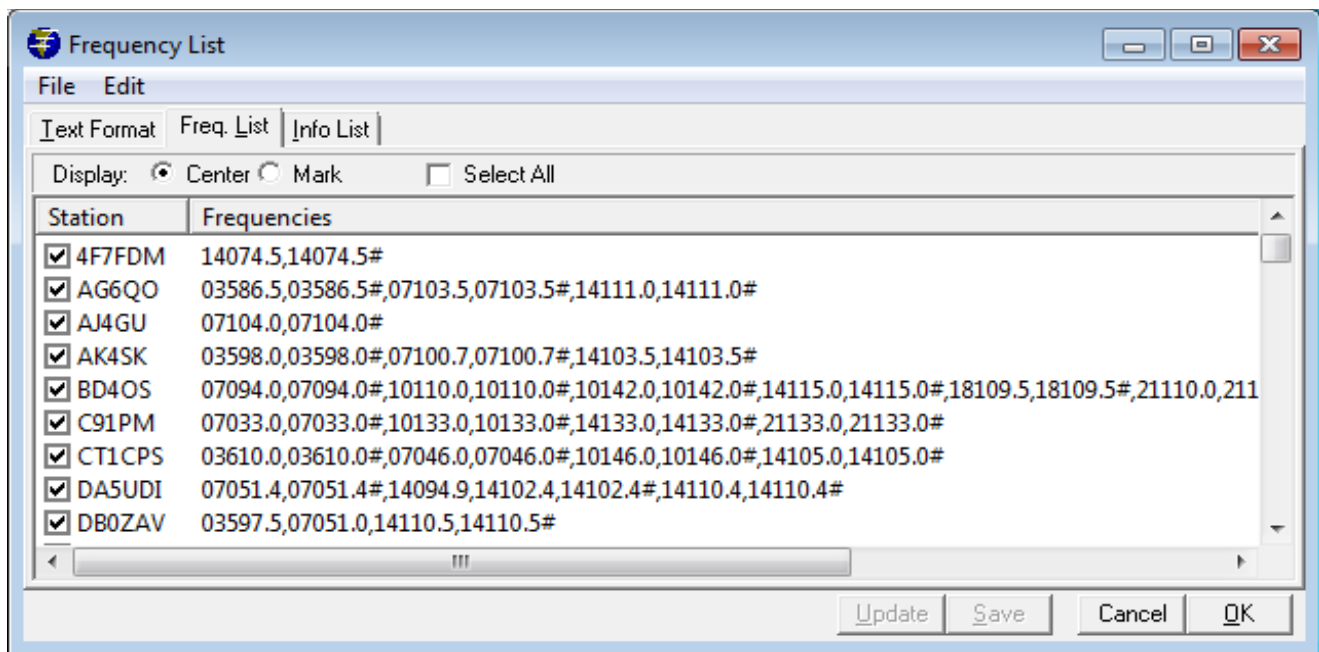 Frequency List
File Edit
Text Format Freq. List Info List
Display: Center Mark Select All
Station Frequencies
4F7FDM 14074.5,14074.5#
AG6QO 03586.5,03586.5#,07103.5,07103.5#,14111.0,14111.0#
AJ4GU 07104.0,07104.0#
AK4SK 03598.0,03598.0#,07100.7,07100.7#,14103.5,14103.5#
BD4OS 07094.0,07094.0#,10110.0,10110.0#,10142.0,10142.0#,14115.0,14115.0#,18109.5,18109.5#,21110.0,211
C91PM 07033.0,07033.0#,10133.0,10133.0#,14133.0,14133.0#,21133.0,21133.0#
CT1CPS 03610.0,03610.0#,07046.0,07046.0#,10146.0,10146.0#,14105.0,14105.0#
DA5UDI 07051.4,07051.4#,14094.9,14102.4,14102.4#,14110.4,14110.4#
DB0ZAV 03597.5,07051.0,14110.5,14110.5#
Update Save Cancel OK